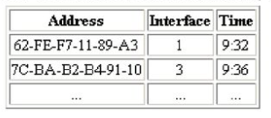 Address Interface Time
62-FE-F7-11-89-A3 1 9:32
7C-BA-B2-B4-91-10 3 9:36
... ... ...